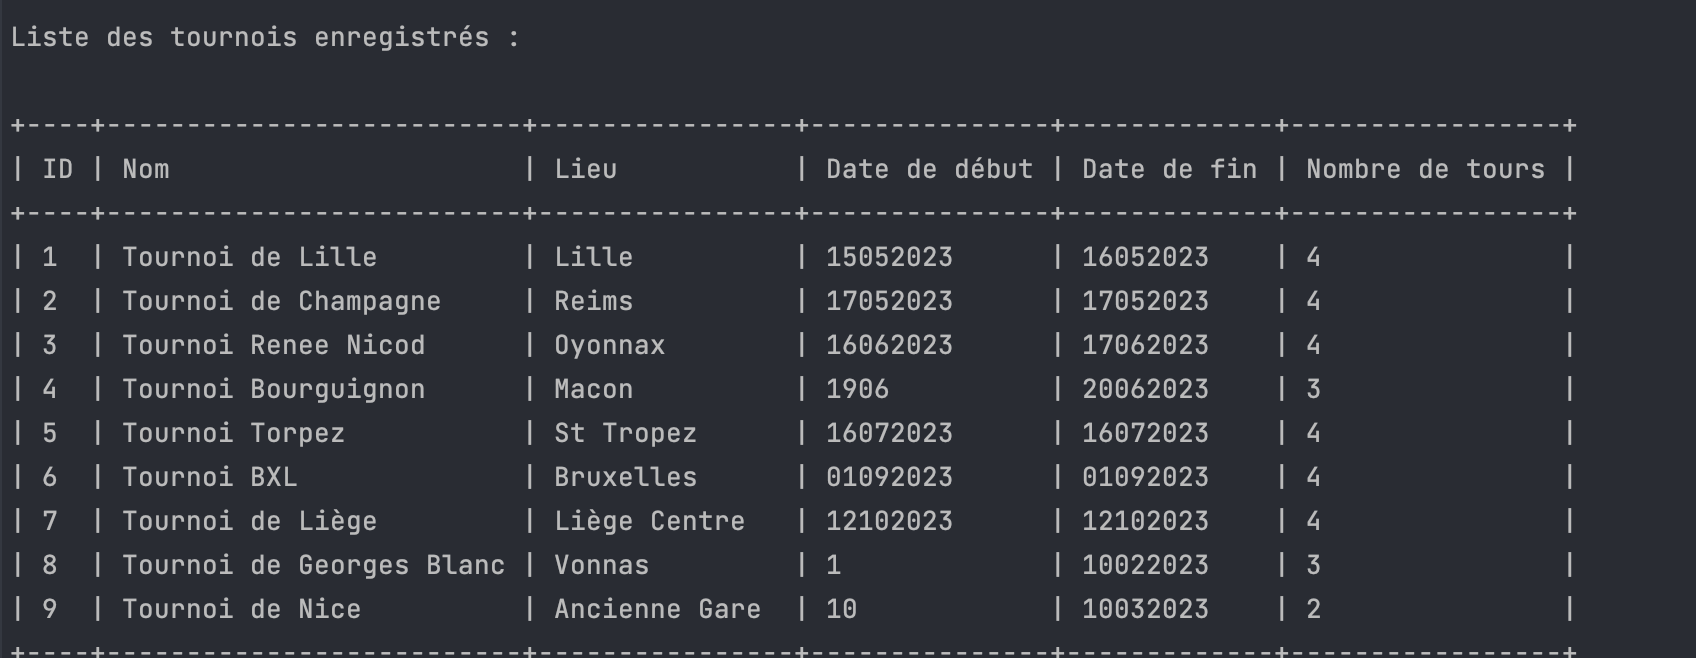 Liste des tournois enregistrés :
+----+--------------------------+----------------+---------------+-------------+-----------------+
| ID | Nom                      | Lieu           | Date de début | Date de fin | Nombre de tours |
+----+--------------------------+----------------+---------------+-------------+-----------------+
| 1  | Tournoi de Lille         | Lille          | 15052023      | 16052023    | 4               |
| 2  | Tournoi de Champagne     | Reims          | 17052023      | 17052023    | 4               |
| 3  | Tournoi Renee Nicod      | Oyonnax        | 16062023      | 17062023    | 4               |
| 4  | Tournoi Bourguignon      | Macon          | 1906          | 20062023    | 3               |
| 5  | Tournoi Torpez           | St Tropez      | 16072023      | 16072023    | 4               |
| 6  | Tournoi BXL              | Bruxelles      | 01092023      | 01092023    | 4               |
| 7  | Tournoi de Liège         | Liège Centre   | 12102023      | 12102023    | 4               |
| 8  | Tournoi de Georges Blanc | Vonnas         | 1             | 10022023    | 3               |
| 9  | Tournoi de Nice          | Ancienne Gare  | 10            | 10032023    | 2               |
+----+--------------------------+----------------+---------------+-------------+-----------------+